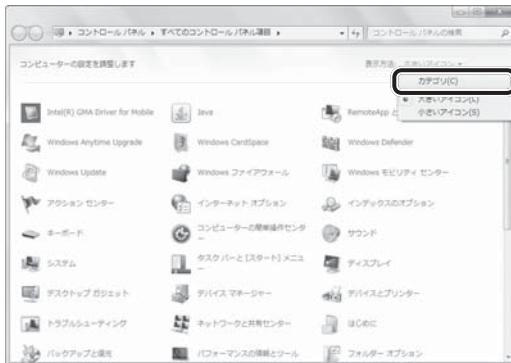 コントロール パネル ▸ すべてのコントロール パネル項目 ▸
コントロール パネルの検索
コンピューターの設定を調整します
表示方法: 大きいアイコン
カテゴリ(C)
大きいアイコン(L)
小さいアイコン(S)
Intel(R) GMA Driver for Mobile
Java
RemoteApp と
Windows Anytime Upgrade
Windows CardSpace
Windows Defender
Windows Update
Windows ファイアウォール
Windows モビリティ センター
アクション センター
インターネット オプション
インデックスのオプション
キーボード
コンピューターの簡単操作センター
サウンド
システム
タスク バーと [スタート] メニュー
ディスプレイ
デスクトップ ガジェット
デバイス マネージャー
デバイスとプリンター
トラブルシューティング
ネットワークと共有センター
はじめに
バックアップと復元
パフォーマンスの情報とツール
フォルダー オプション